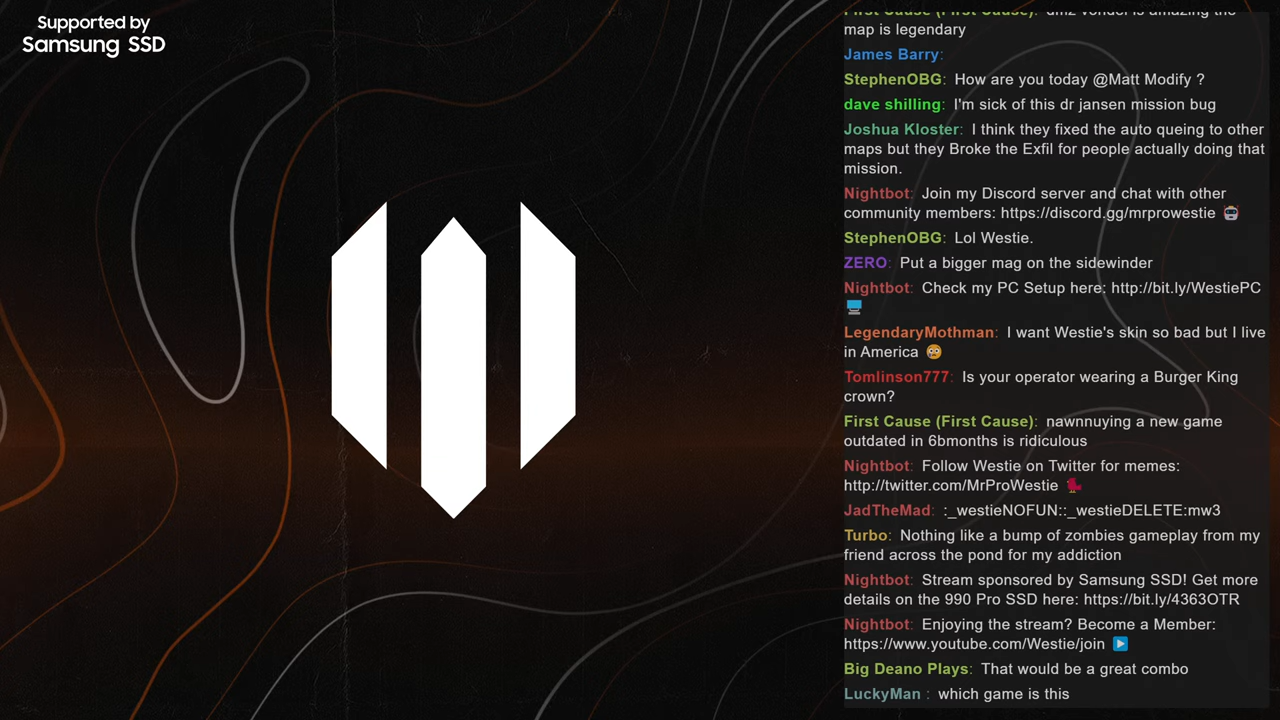 Supported by
Samsung SSD
First Cause (First Cause): dmz vondel is amazing the
map is legendary
James Barry:
StephenOBG: How are you today @Matt Modify ?
dave shilling: I'm sick of this dr jansen mission bug
Joshua Kloster: I think they fixed the auto queing to other
maps but they Broke the Exfil for people actually doing that
mission.
Nightbot: Join my Discord server and chat with other
community members: https://discord.gg/mrprowestie
StephenOBG: Lol Westie.
ZERO: Put a bigger mag on the sidewinder
Nightbot: Check my PC Setup here: http://bit.ly/WestiePC
LegendaryMothman: I want Westie's skin so bad but I live
in America
Tomlinson777: Is your operator wearing a Burger King
crown?
First Cause (First Cause): nawnnuying a new game
outdated in 6bmonths is ridiculous
Nightbot: Follow Westie on Twitter for memes:
http://twitter.com/MrProWestie
JadTheMad: :_westieNOFUN::_westieDELETE:mw3
Turbo: Nothing like a bump of zombies gameplay from my
friend across the pond for my addiction
Nightbot: Stream sponsored by Samsung SSD! Get more
details on the 990 Pro SSD here: https://bit.ly/4363OTR
Nightbot: Enjoying the stream? Become a Member:
https://www.youtube.com/Westie/join
Big Deano Plays: That would be a great combo
LuckyMan : which game is this